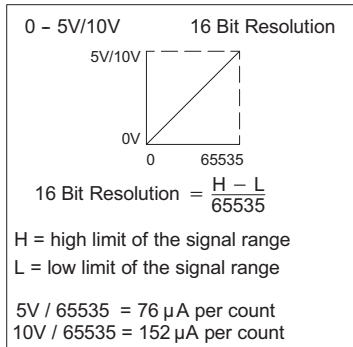 0 – 5V/10V 16 Bit Resolution
5V/10V
0V
0 65535
16 Bit Resolution = H – L / 65535
H = high limit of the signal range
L = low limit of the signal range
5V / 65535 = 76 µA per count
10V / 65535 = 152 µA per count